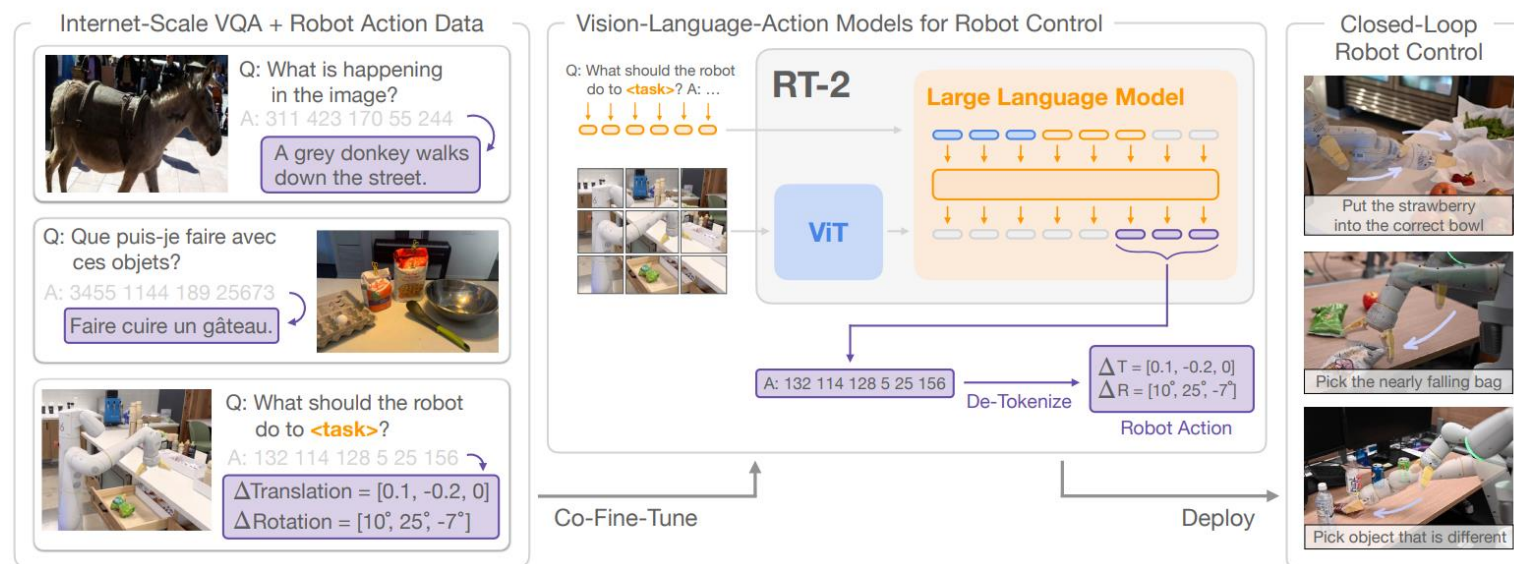 Internet-Scale VQA + Robot Action Data
Q: What is happening
in the image?
A: 311 423 170 55 244
A grey donkey walks
down the street.
Q: Que puis-je faire avec
ces objets?
A: 3455 1144 189 25673
Faire cuire un gâteau.
Q: What should the robot
do to <task>?
A: 132 114 128 5 25 156
ΔTranslation = [0.1, -0.2, 0]
ΔRotation = [10°, 25°, -7°]
Co-Fine-Tune
Vision-Language-Action Models for Robot Control
Q: What should the robot
do to <task>? A: …
RT-2
Large Language Model
ViT
A: 132 114 128 5 25 156
De-Tokenize
ΔT = [0.1, -0.2, 0]
ΔR = [10°, 25°, -7°]
Robot Action
Deploy
Closed-Loop
Robot Control
Put the strawberry
into the correct bowl
Pick the nearly falling bag
Pick object that is different